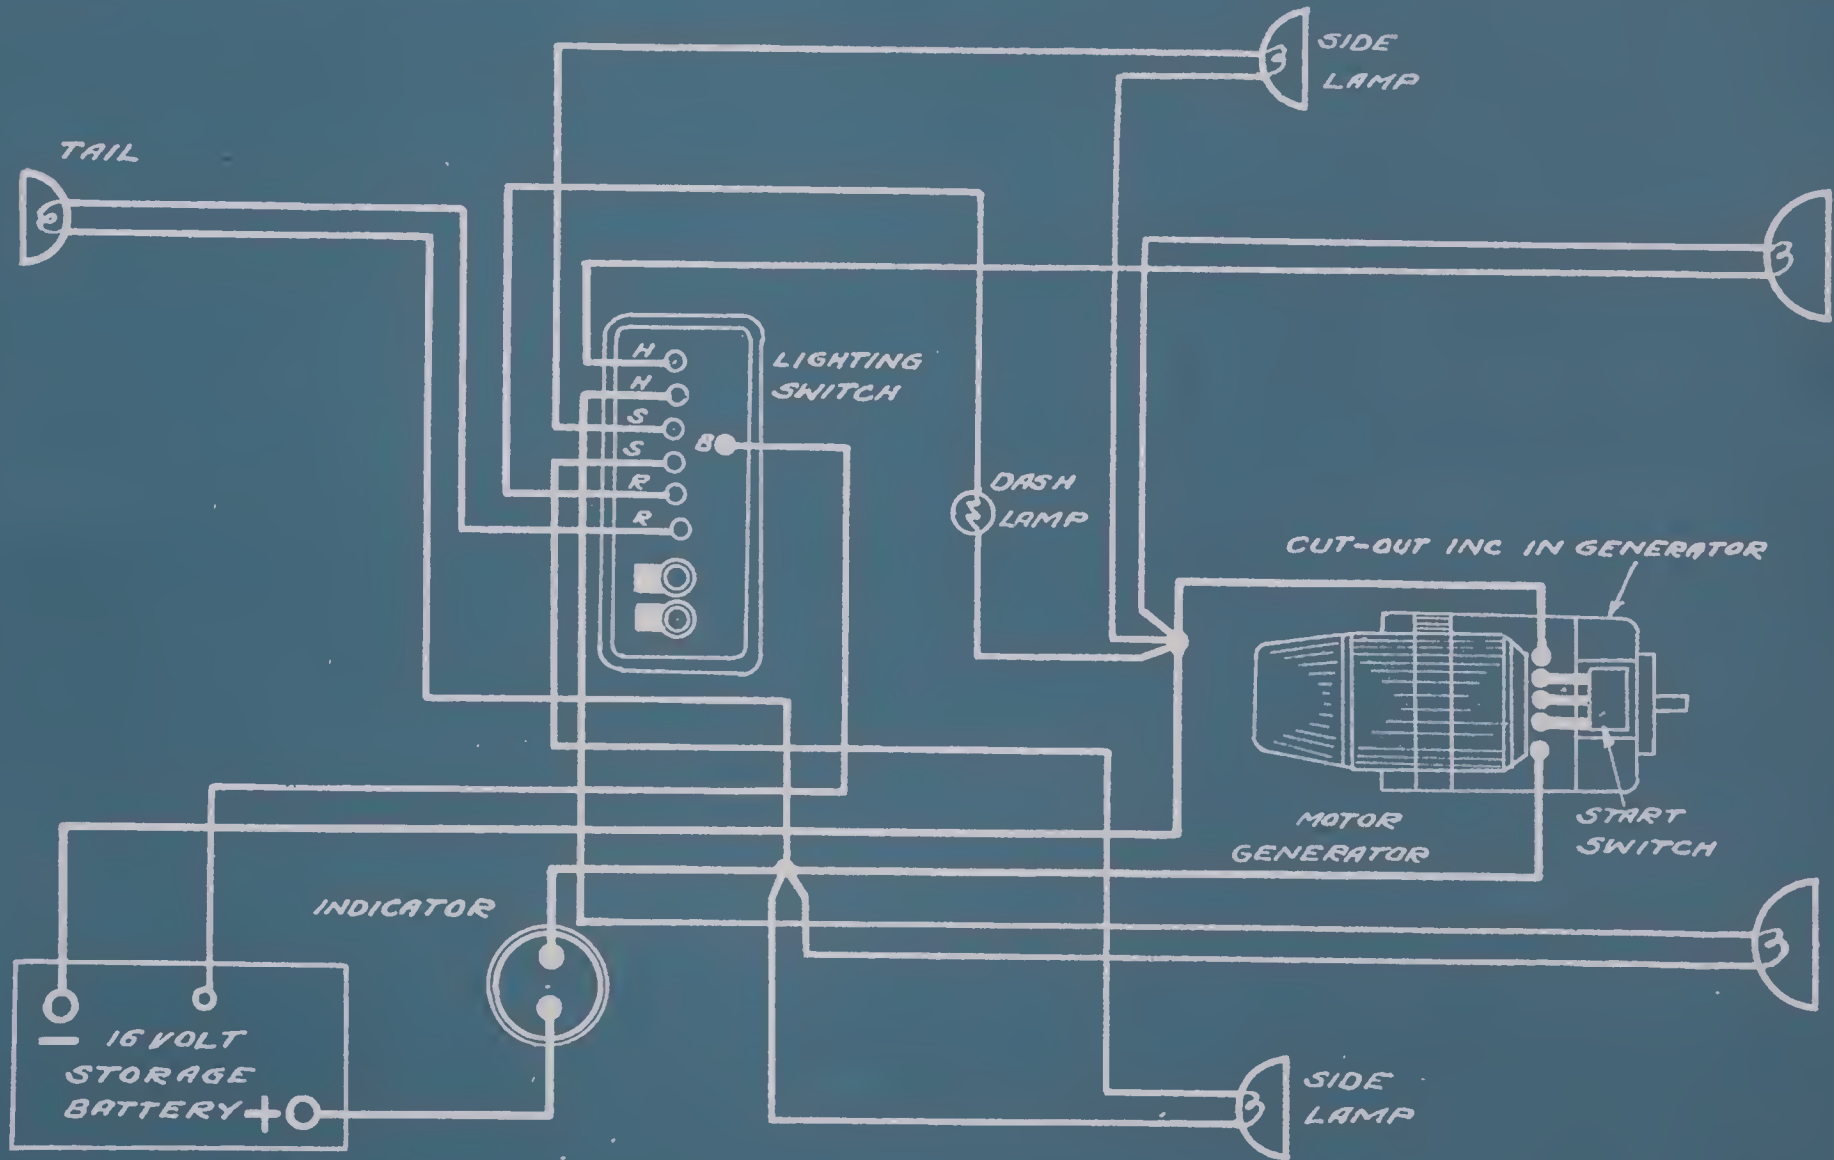 SIDE
LAMP
TAIL
H
H
S
S
R
R
B
LIGHTING
SWITCH
DASH
LAMP
CUT-OUT INC IN GENERATOR
MOTOR
GENERATOR
START
SWITCH
INDICATOR
— 16 VOLT
STORAGE
BATTERY +
SIDE
LAMP